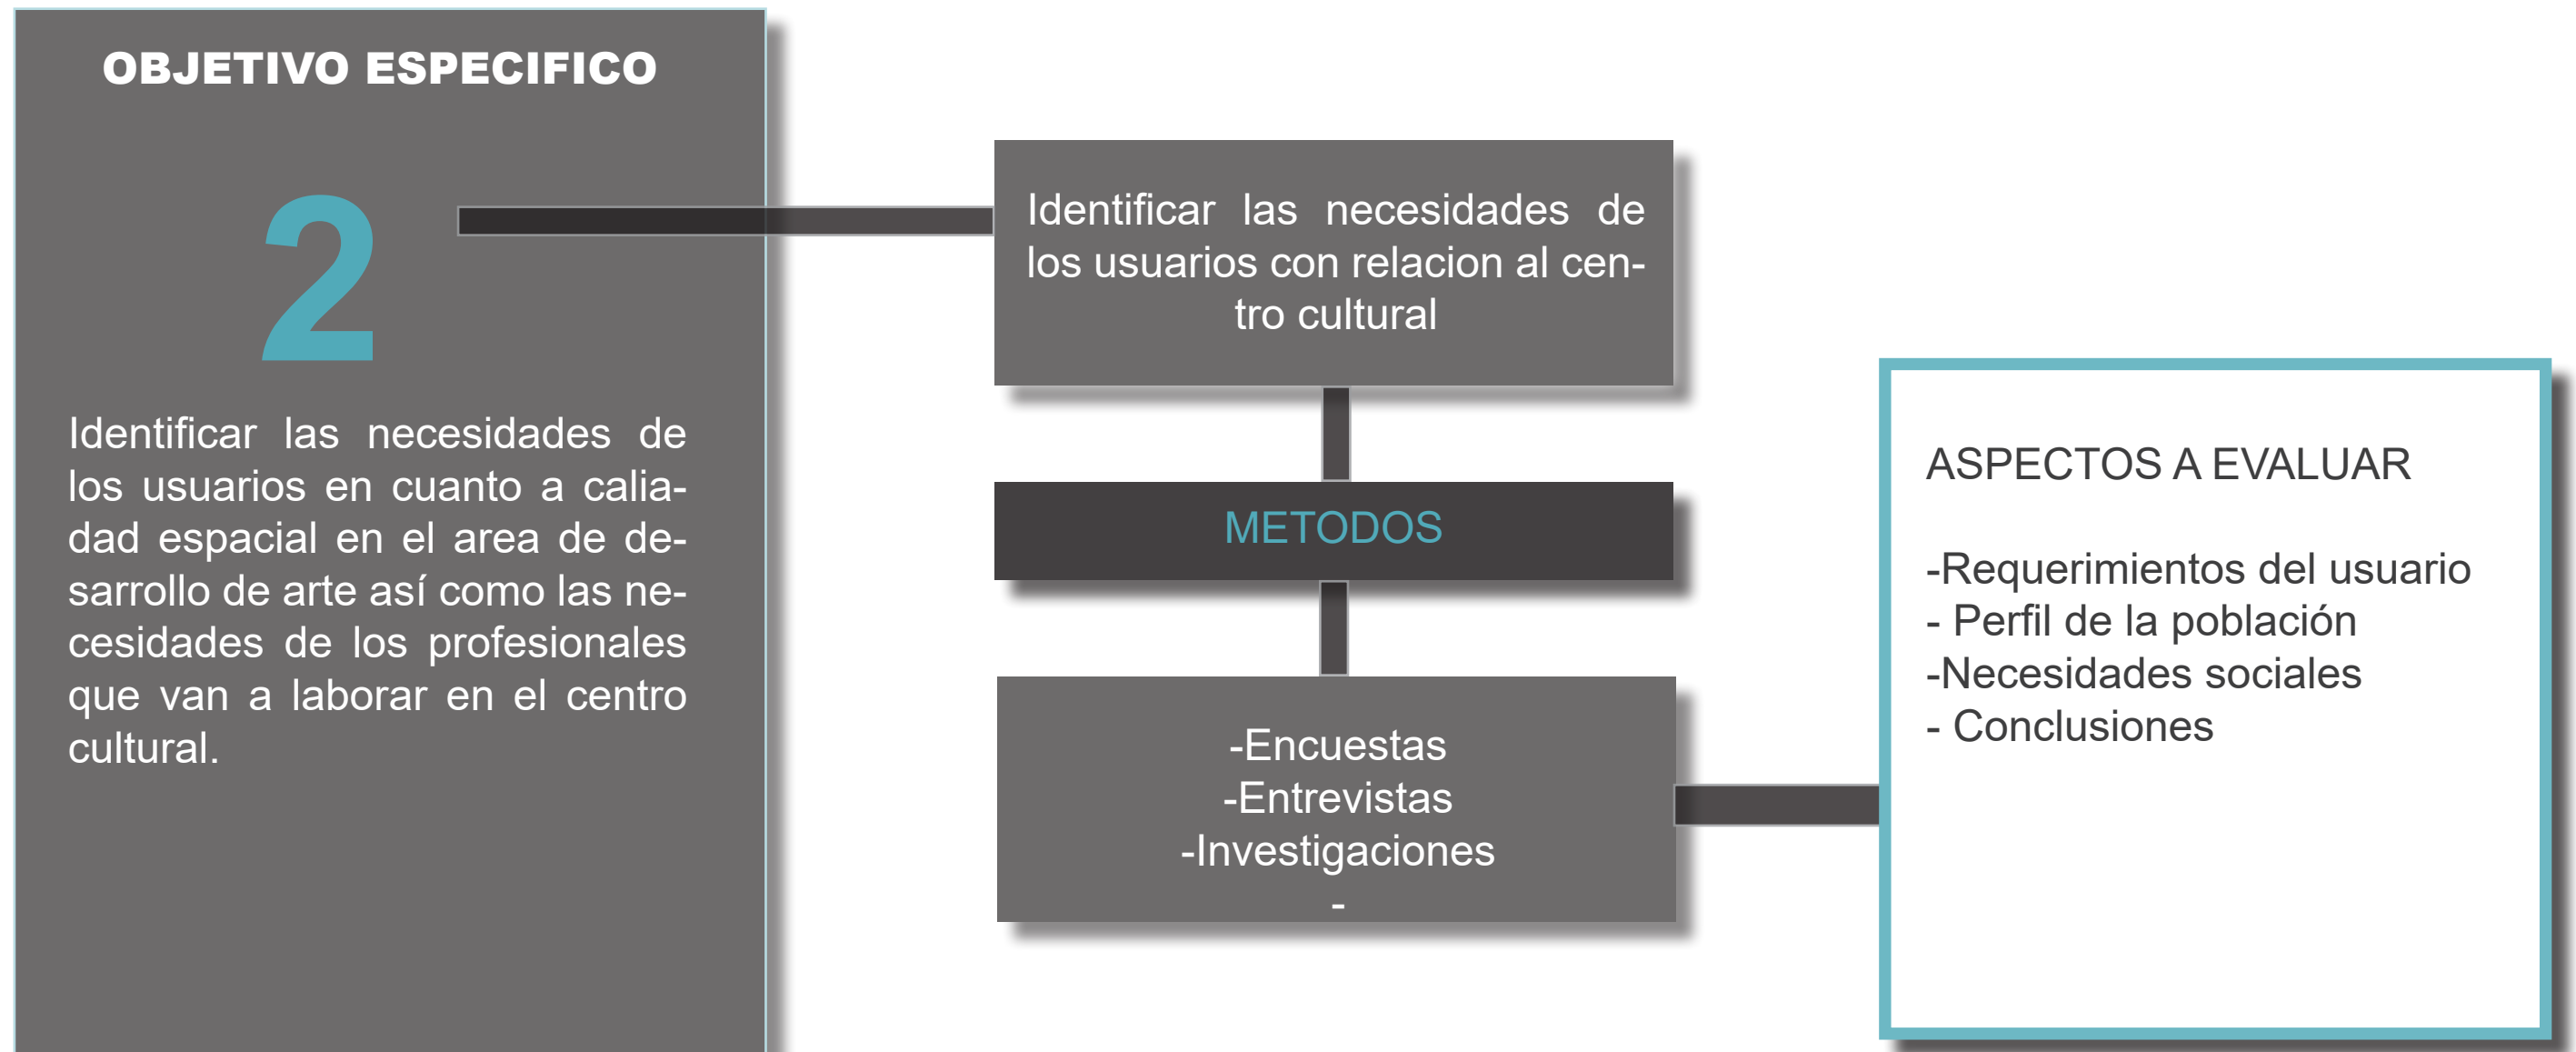 OBJETIVO ESPECIFICO
2
Identificar las necesidades de
los usuarios en cuanto a calia-
dad espacial en el area de de-
sarrollo de arte así como las ne-
cesidades de los profesionales
que van a laborar en el centro
cultural.
Identificar las necesidades de
los usuarios con relacion al cen-
tro cultural
METODOS
-Encuestas
-Entrevistas
-Investigaciones
-
ASPECTOS A EVALUAR
-Requerimientos del usuario
- Perfil de la población
-Necesidades sociales
- Conclusiones